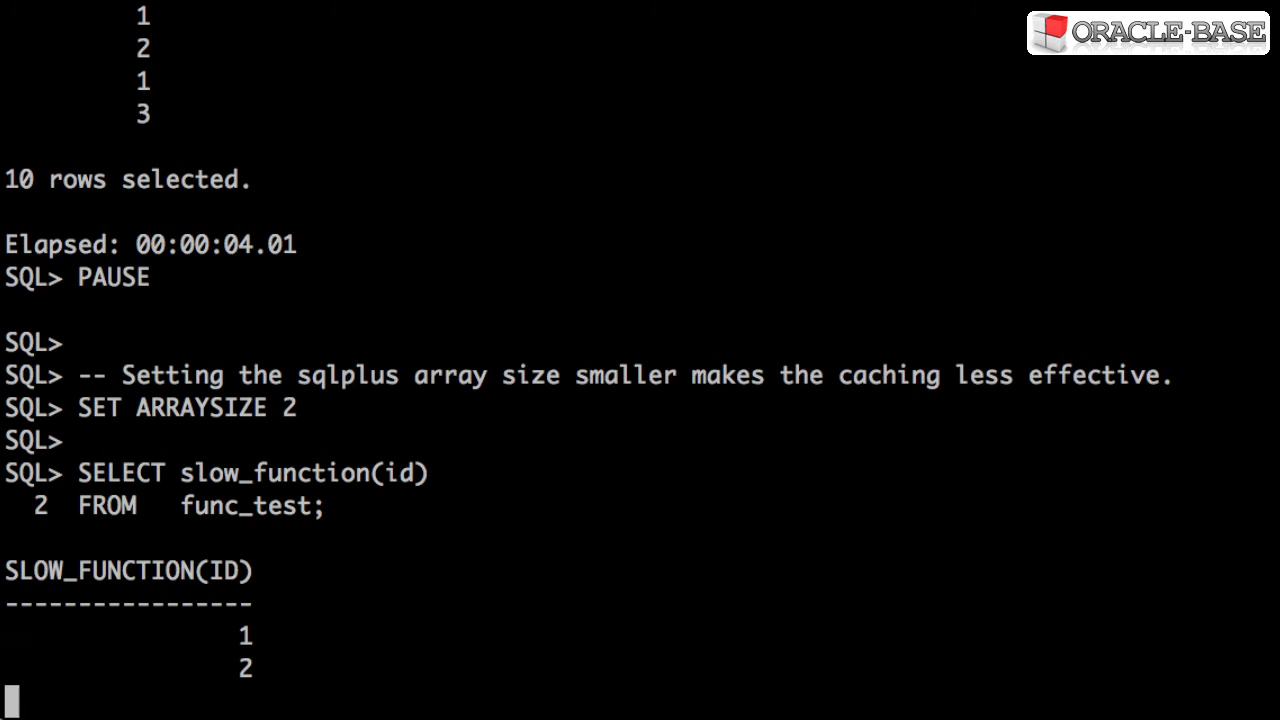 1
ORACLE-BASE
2
1
3
10 rows selected.
Elapsed: 00:00:04.01
SQL> PAUSE
SQL>
SQL> -- Setting the sqlplus array size smaller makes the caching less effective.
SQL> SET ARRAYSIZE 2
SQL>
SQL> SELECT slow_function(id)
  2  FROM   func_test;
SLOW_FUNCTION(ID)
-----------------
1
2